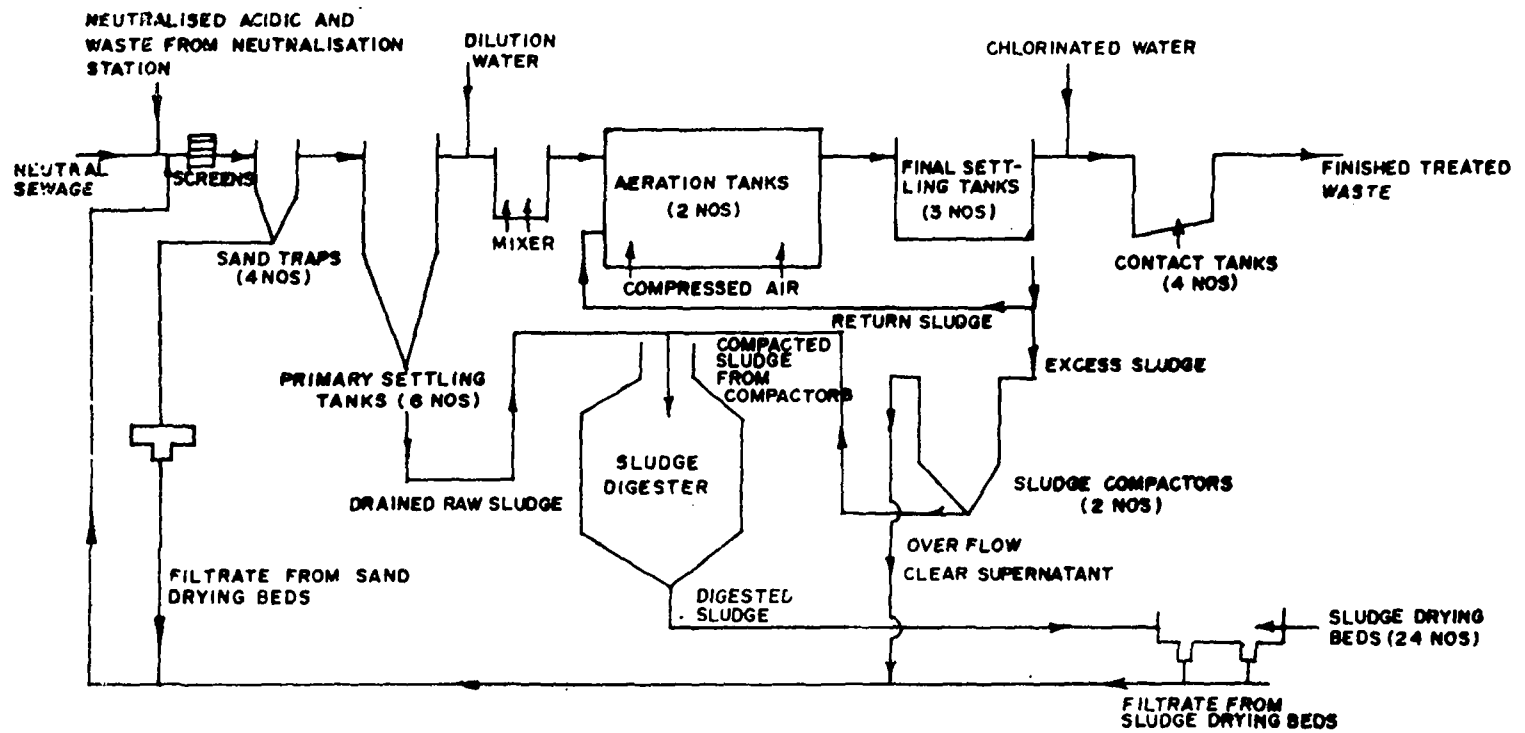 NEUTRALISED ACIDIC AND
WASTE FROM NEUTRALISATION
STATION
DILUTION
WATER
CHLORINATED WATER
NEUTRAL
SEWAGE
SCREENS
AERATION TANKS
(2 NOS)
FINAL SETT-
LING TANKS
(3 NOS)
FINISHED TREATED
WASTE
MIXER
SAND TRAPS
(4 NOS)
COMPRESSED AIR
CONTACT TANKS
(4 NOS)
RETURN SLUDGE
PRIMARY SETTLING
TANKS (6 NOS)
COMPACTED
SLUDGE
FROM
COMPACTORS
EXCESS SLUDGE
SLUDGE
DIGESTER
DRAINED RAW SLUDGE
SLUDGE COMPACTORS
(2 NOS)
OVER FLOW
CLEAR SUPERNATANT
FILTRATE FROM SAND
DRYING BEDS
DIGESTED
SLUDGE
SLUDGE DRYING
BEDS (24 NOS)
FILTRATE FROM
SLUDGE DRYING BEDS